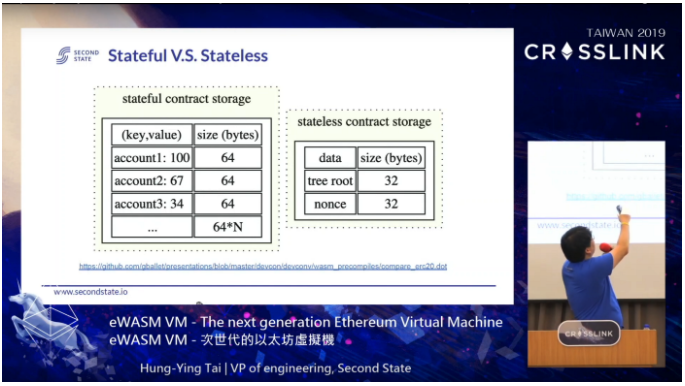 TAIWAN 2019
CROSSLINK
SECOND
STATE
Stateful V.S. Stateless
stateful contract storage
(key,value) size (bytes)
account1: 100 64
account2: 67 64
account3: 34 64
... 64*N
stateless contract storage
data size (bytes)
tree root 32
nonce 32
https://github.com/gballet/presentations/blob/master/devcon/devconv/wasm_precompiles/compare_erc20.dot
www.secondstate.io
...
www.secondstate.io
CROSSLINK
eWASM VM - The next generation Ethereum Virtual Machine
eWASM VM - 次世代的以太坊虛擬機
Hung-Ying Tai | VP of engineering, Second State